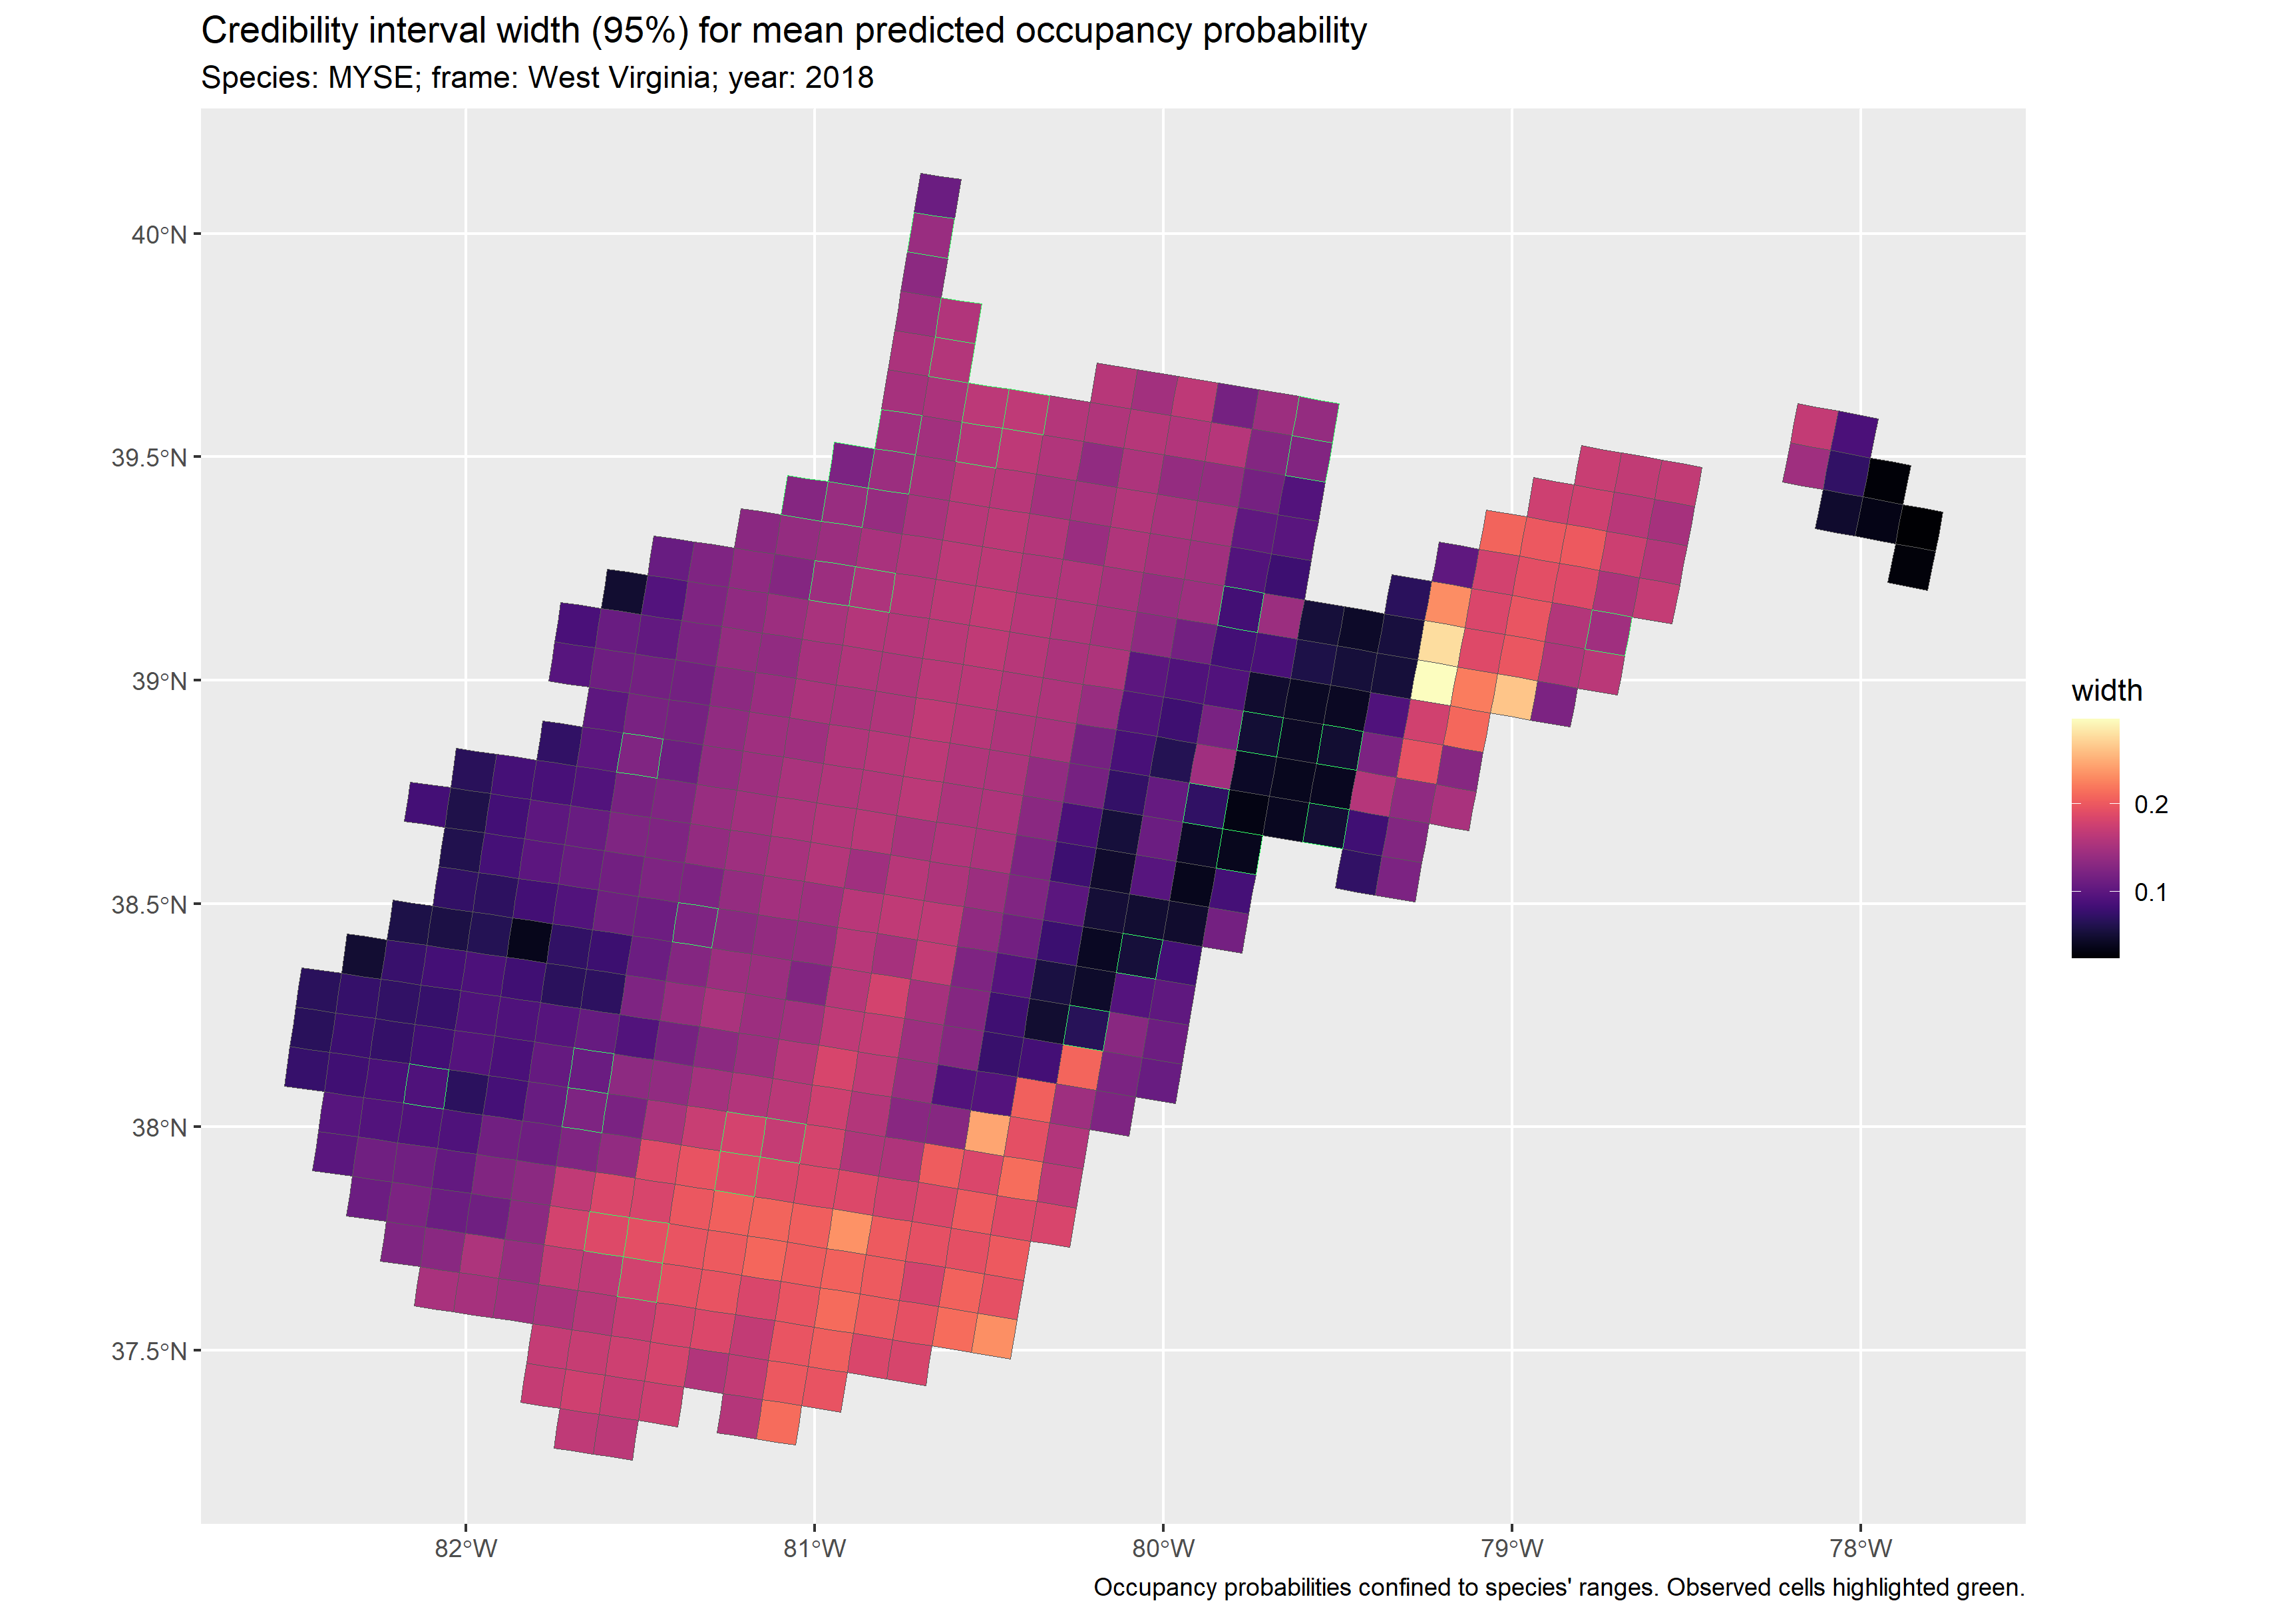 Credibility interval width (95%) for mean predicted occupancy probability
Species: MYSE; frame: West Virginia; year: 2018
40°N
39.5°N
39°N
38.5°N
38°N
37.5°N
82°W
81°W
80°W
79°W
78°W
width
0.2
0.1
Occupancy probabilities confined to species' ranges. Observed cells highlighted green.